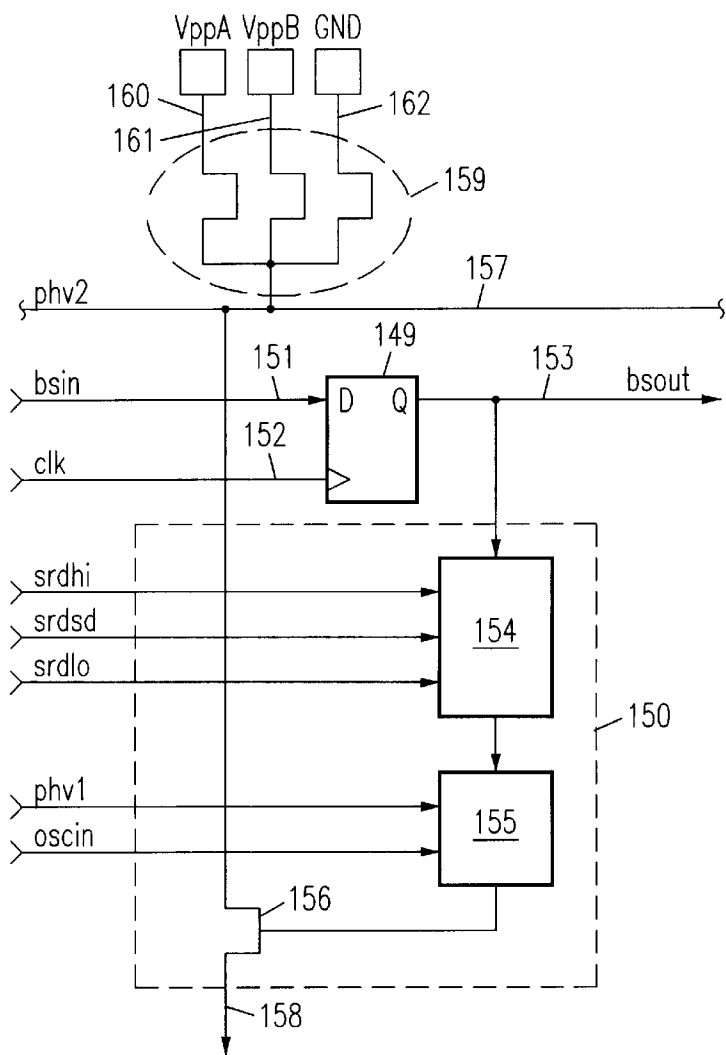 VppA VppB GND
160
161
162
159
phv2
157
149
151
153
bsin
D Q
bsout
152
clk
srdhi
srdsd
154
srdlo
150
phv1
155
oscin
156
158